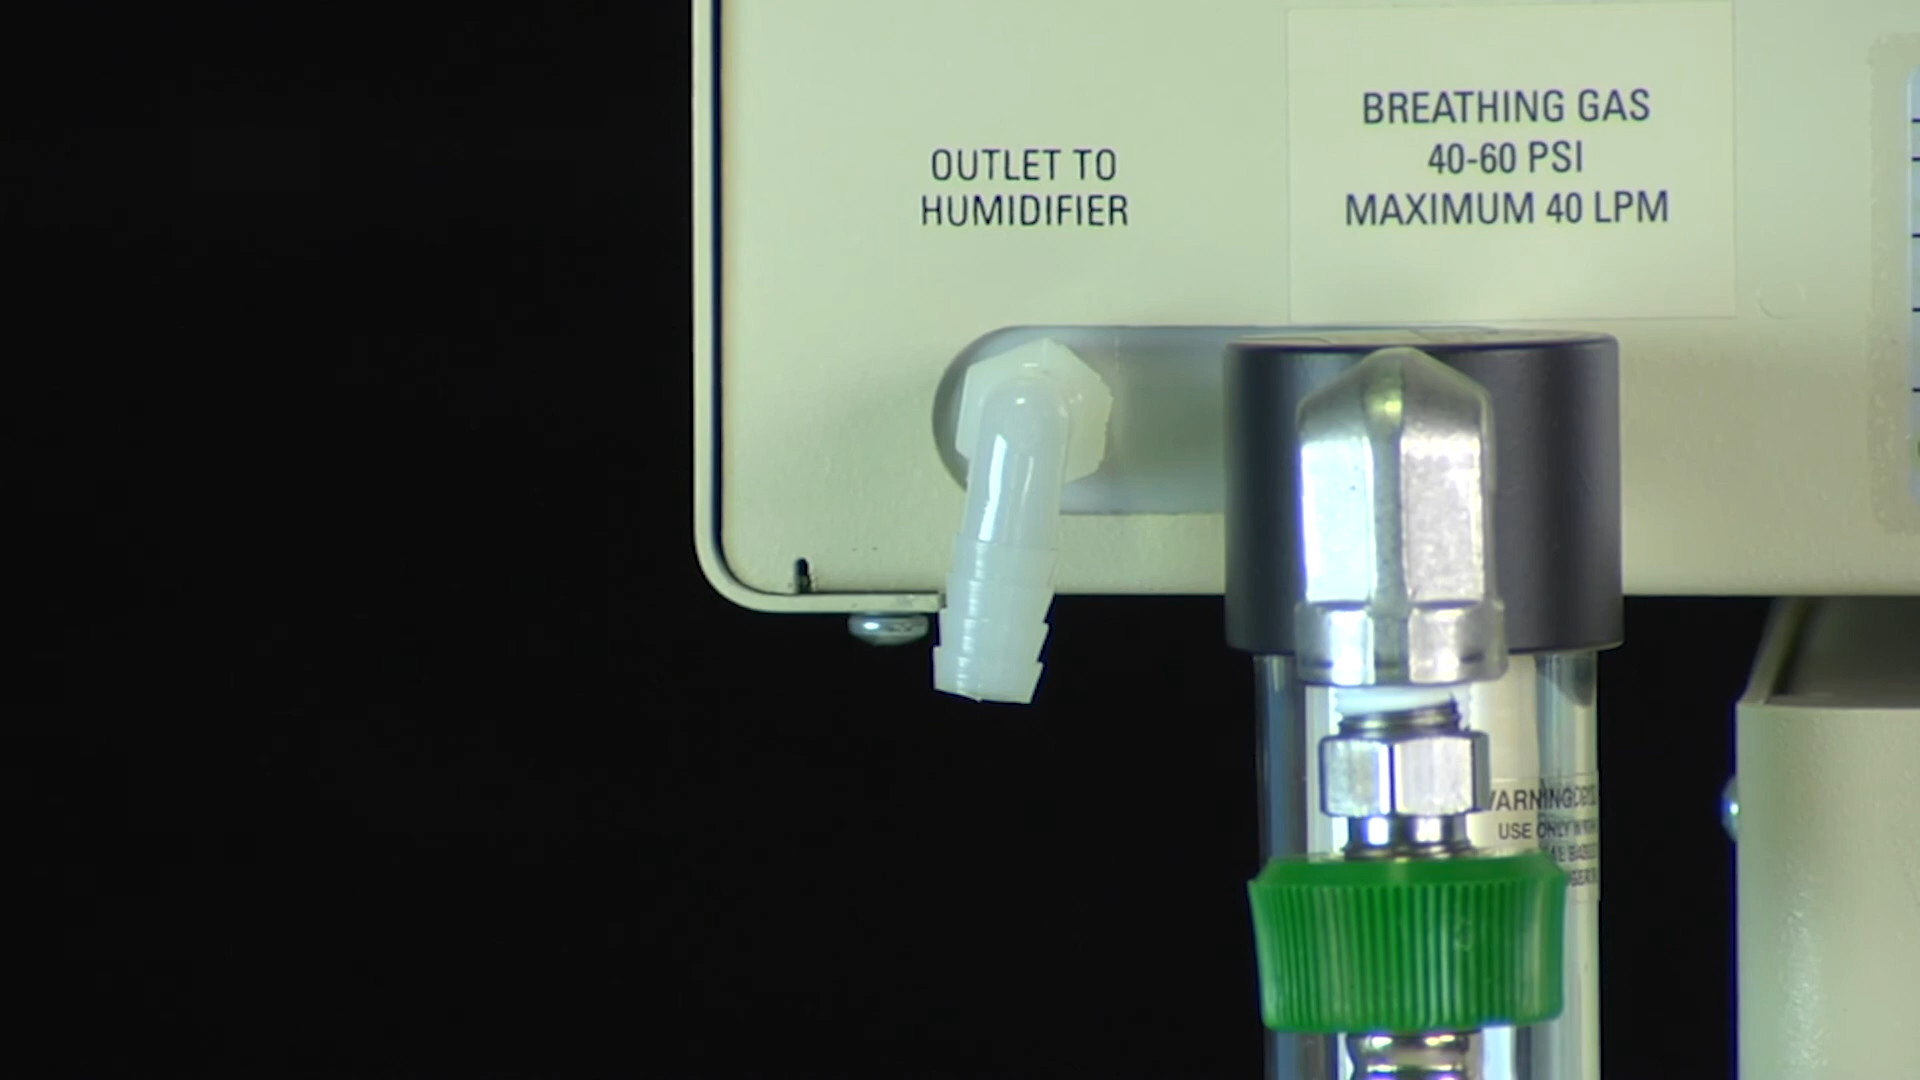 OUTLET TO
HUMIDIFIER
BREATHING GAS
40-60 PSI
MAXIMUM 40 LPM
USE ONLY